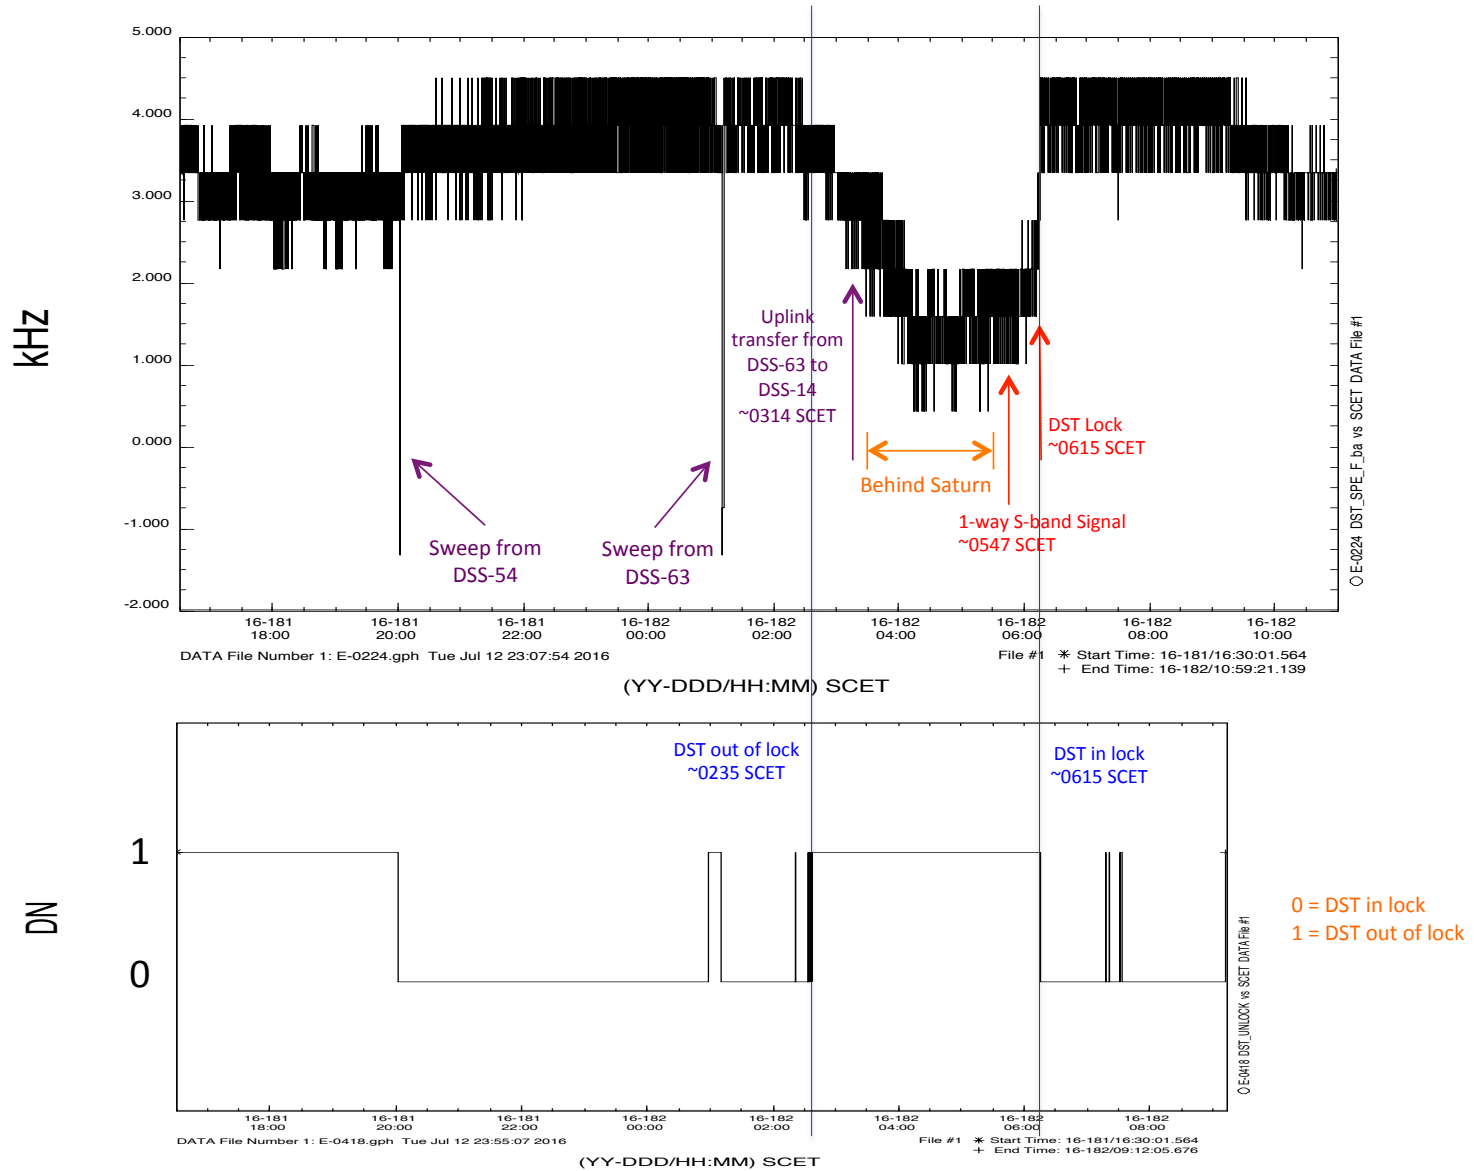 5.000
4.000
3.000
2.000
1.000
0.000
-1.000
-2.000
kHz
Uplink
transfer from
DSS-63 to
DSS-14
~0314 SCET
Behind Saturn
DST Lock
~0615 SCET
1-way S-band Signal
~0547 SCET
Sweep from
DSS-54
Sweep from
DSS-63
E-0224 DST_SPE_F_ba vs SCET DATA File #1
16-181 16-181 16-181 16-182 16-182 16-182 16-182 16-182 16-182
18:00 20:00 22:00 00:00 02:00 04:00 06:00 08:00 10:00
DATA File Number 1: E-0224.gph Tue Jul 12 23:07:54 2016
File #1 * Start Time: 16-181/16:30:01.564
+ End Time: 16-182/10:59:21.139
(YY-DDD/HH:MM) SCET
DST out of lock
~0235 SCET
DST in lock
~0615 SCET
1
0
DN
0 = DST in lock
1 = DST out of lock
E-0418 DST_UNLOCK vs SCET DATA File #1
16-181 16-181 16-181 16-182 16-182 16-182 16-182 16-182
18:00 20:00 22:00 00:00 02:00 04:00 06:00 08:00
DATA File Number 1: E-0418.gph Tue Jul 12 23:55:07 2016
File #1 * Start Time: 16-181/16:30:01.564
+ End Time: 16-182/09:12:05.676
(YY-DDD/HH:MM) SCET